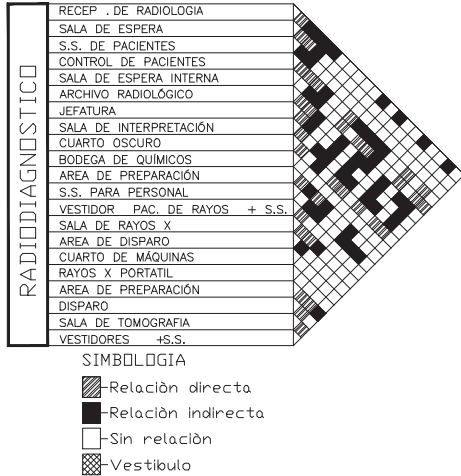 RADIODIAGNOSTICO
RECEP . DE RADIOLOGIA
SALA DE ESPERA
S.S. DE PACIENTES
CONTROL DE PACIENTES
SALA DE ESPERA INTERNA
ARCHIVO RADIOLÓGICO
JEFATURA
SALA DE INTERPRETACIÓN
CUARTO OSCURO
BODEGA DE QUÍMICOS
AREA DE PREPARACIÓN
S.S. PARA PERSONAL
VESTIDOR PAC. DE RAYOS + S.S.
SALA DE RAYOS X
AREA DE DISPARO
CUARTO DE MÁQUINAS
RAYOS X PORTATIL
AREA DE PREPARACIÓN
DISPARO
SALA DE TOMOGRAFIA
VESTIDORES +S.S.
SIMBOLOGIA
Relaciòn directa
Relaciòn indirecta
Sin relaciòn
Vestibulo